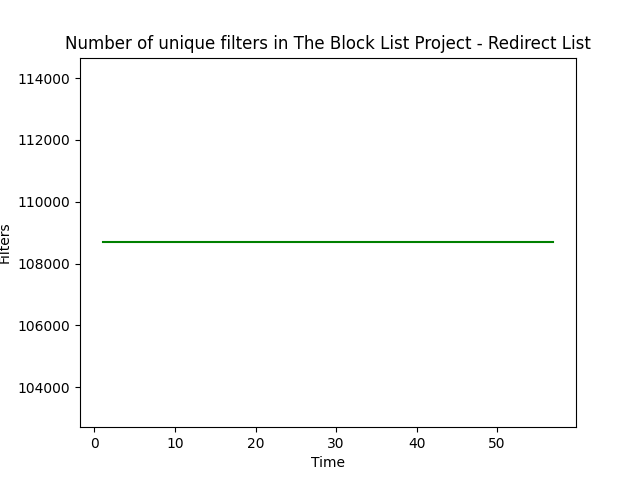 Number of unique filters in The Block List Project - Redirect List
114000
112000
110000
108000
106000
104000
Filters
0 10 20 30 40 50
Time